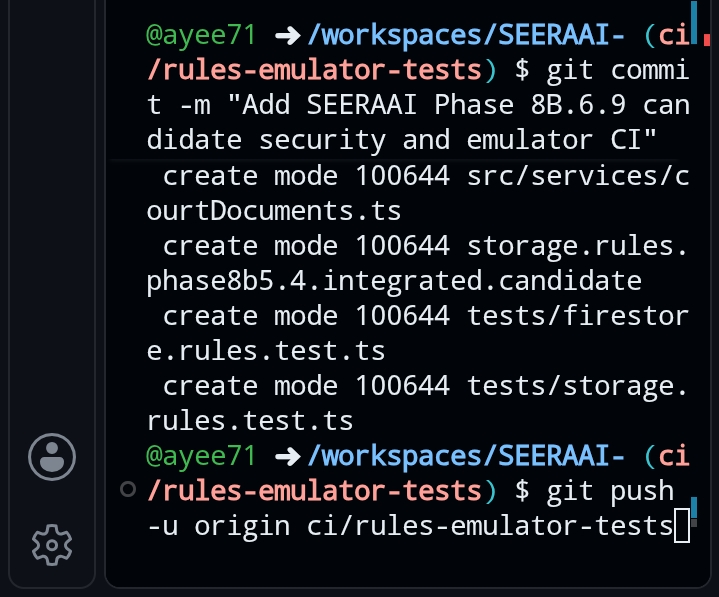 @ayee71 ➜ /workspaces/SEERAAI- (ci
/rules-emulator-tests) $ git commi
t -m "Add SEERAAI Phase 8B.6.9 can
didate security and emulator CI"
 create mode 100644 src/services/c
ourtDocuments.ts
 create mode 100644 storage.rules.
phase8b5.4.integrated.candidate
 create mode 100644 tests/firestor
e.rules.test.ts
 create mode 100644 tests/storage.
rules.test.ts
@ayee71 ➜ /workspaces/SEERAAI- (ci
/rules-emulator-tests) $ git push 
-u origin ci/rules-emulator-tests